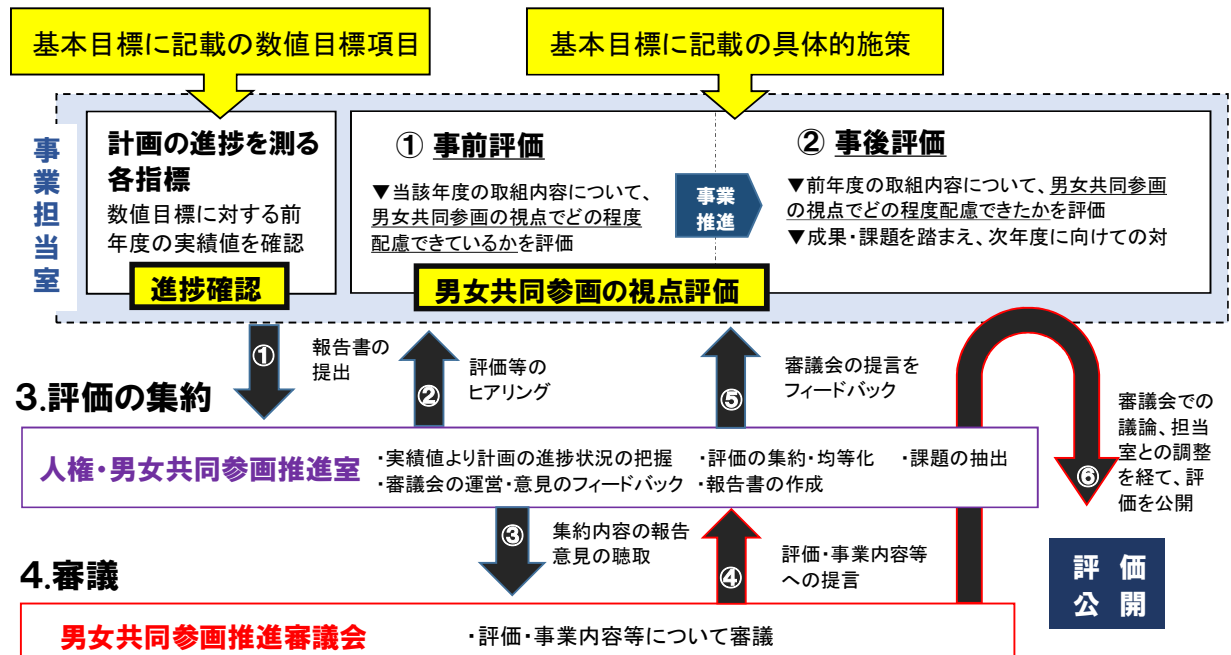 基本目標に記載の数値目標項目
基本目標に記載の具体的施策
事業担当室
計画の進捗を測る
各指標
数値目標に対する前
年度の実績値を確認
進捗確認
① 事前評価
▼当該年度の取組内容について、
男女共同参画の視点でどの程度
配慮できているかを評価
事業
推進
② 事後評価
▼前年度の取組内容について、男女共同参画
の視点でどの程度配慮できたかを評価
▼成果・課題を踏まえ、次年度に向けての対
男女共同参画の視点評価
①
報告書の
提出
②
評価等の
ヒアリング
⑤
審議会の提言を
フィードバック
⑥
審議会での
議論、担当
室との調整
を経て、評
価を公開
3.評価の集約
人権・男女共同参画推進室
・実績値より計画の進捗状況の把握 ・評価の集約・均等化 ・課題の抽出
・審議会の運営・意見のフィードバック ・報告書の作成
③
集約内容の報告
意見の聴取
④
評価・事業内容等
への提言
評 価
公 開
4.審議
男女共同参画推進審議会
・評価・事業内容等について審議